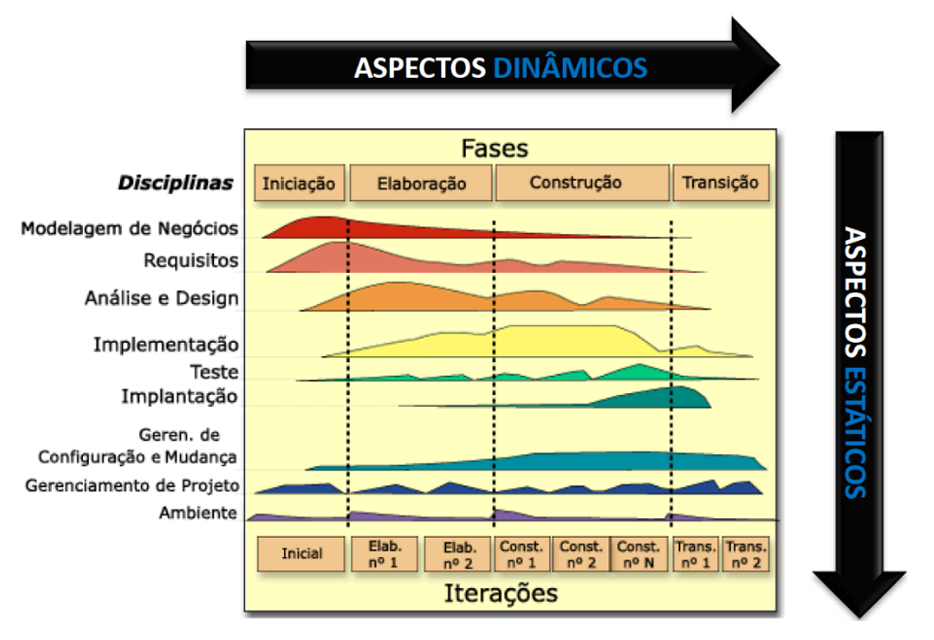 ASPECTOS DINÂMICOS
Fases
Disciplinas
Iniciação
Elaboração
Construção
Transição
Modelagem de Negócios
Requisitos
Análise e Design
Implementação
Teste
Implantação
Geren. de
Configuração e Mudança
Gerenciamento de Projeto
Ambiente
Inicial
Elab.
nº 1
Elab.
nº 2
Const.
nº 1
Const.
nº 2
Const.
nº N
Trans.
nº 1
Trans.
nº 2
Iterações
ASPECTOS ESTÁTICOS